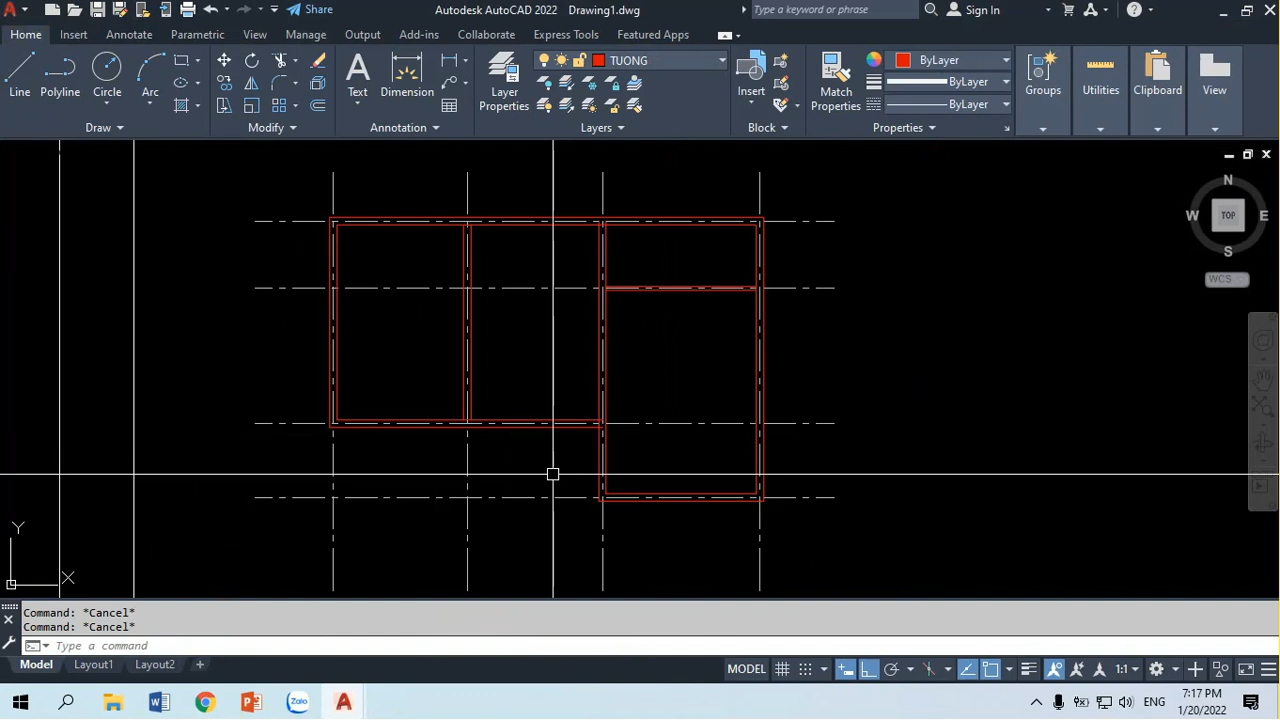 Share
Autodesk AutoCAD 2022 Drawing1.dwg
Type a keyword or phrase
Sign In
Home Insert Annotate Parametric View Manage Output Add-ins Collaborate Express Tools Featured Apps
TUONG
ByLayer
ByLayer
ByLayer
Line Polyline Circle Arc
Text Dimension
Layer Properties
Insert
Match Properties
Groups Utilities Clipboard View
Draw Modify Annotation Layers Block Properties
N
W TOP E
S
WCS
Y
X
Command: *Cancel*
Command: *Cancel*
Type a command
Model Layout1 Layout2 +
MODEL 1:1
Zalo
ENG
7:17 PM
1/20/2022